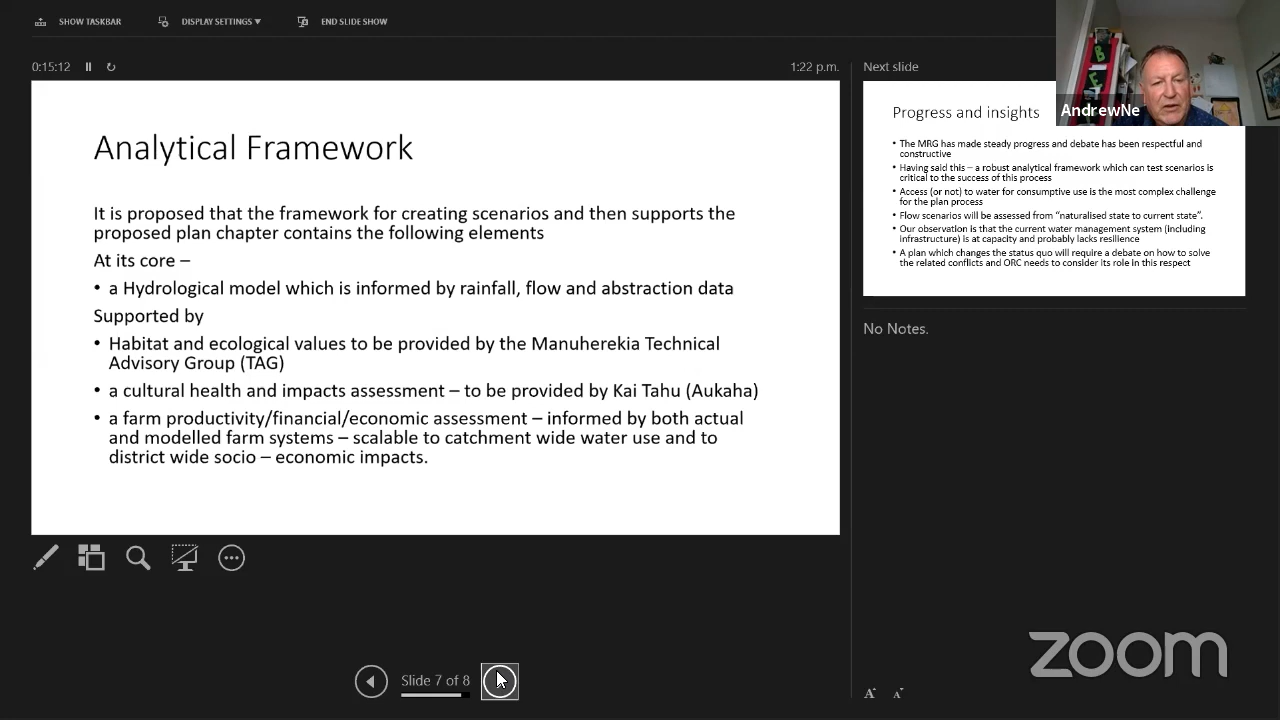 SHOW TASKBAR
DISPLAY SETTINGS
END SLIDE SHOW
0:15:12
1:22 p.m.
Analytical Framework
It is proposed that the framework for creating scenarios and then supports the
proposed plan chapter contains the following elements
At its core –
• a Hydrological model which is informed by rainfall, flow and abstraction data
Supported by
• Habitat and ecological values to be provided by the Manuherekia Technical
Advisory Group (TAG)
• a cultural health and impacts assessment – to be provided by Kai Tahu (Aukaha)
• a farm productivity/financial/economic assessment – informed by both actual
and modelled farm systems – scalable to catchment wide water use and to
district wide socio – economic impacts.
Slide 7 of 8
Next slide
Progress and insights
• The MRG has made steady progress and debate has been respectful and
constructive
• Having said this – a robust analytical framework which can test scenarios is
critical to the success of this process
• Access (or not) to water for consumptive use is the most complex challenge
for the plan process
• Flow scenarios will be assessed from “naturalised state to current state”.
• Our observation is that the current water management system (including
infrastructure) is at capacity and probably lacks resilience
• A plan which changes the status quo will require a debate on how to solve
the related conflicts and ORC needs to consider its role in this respect
No Notes.
A A
AndrewNe
B
E
zoom